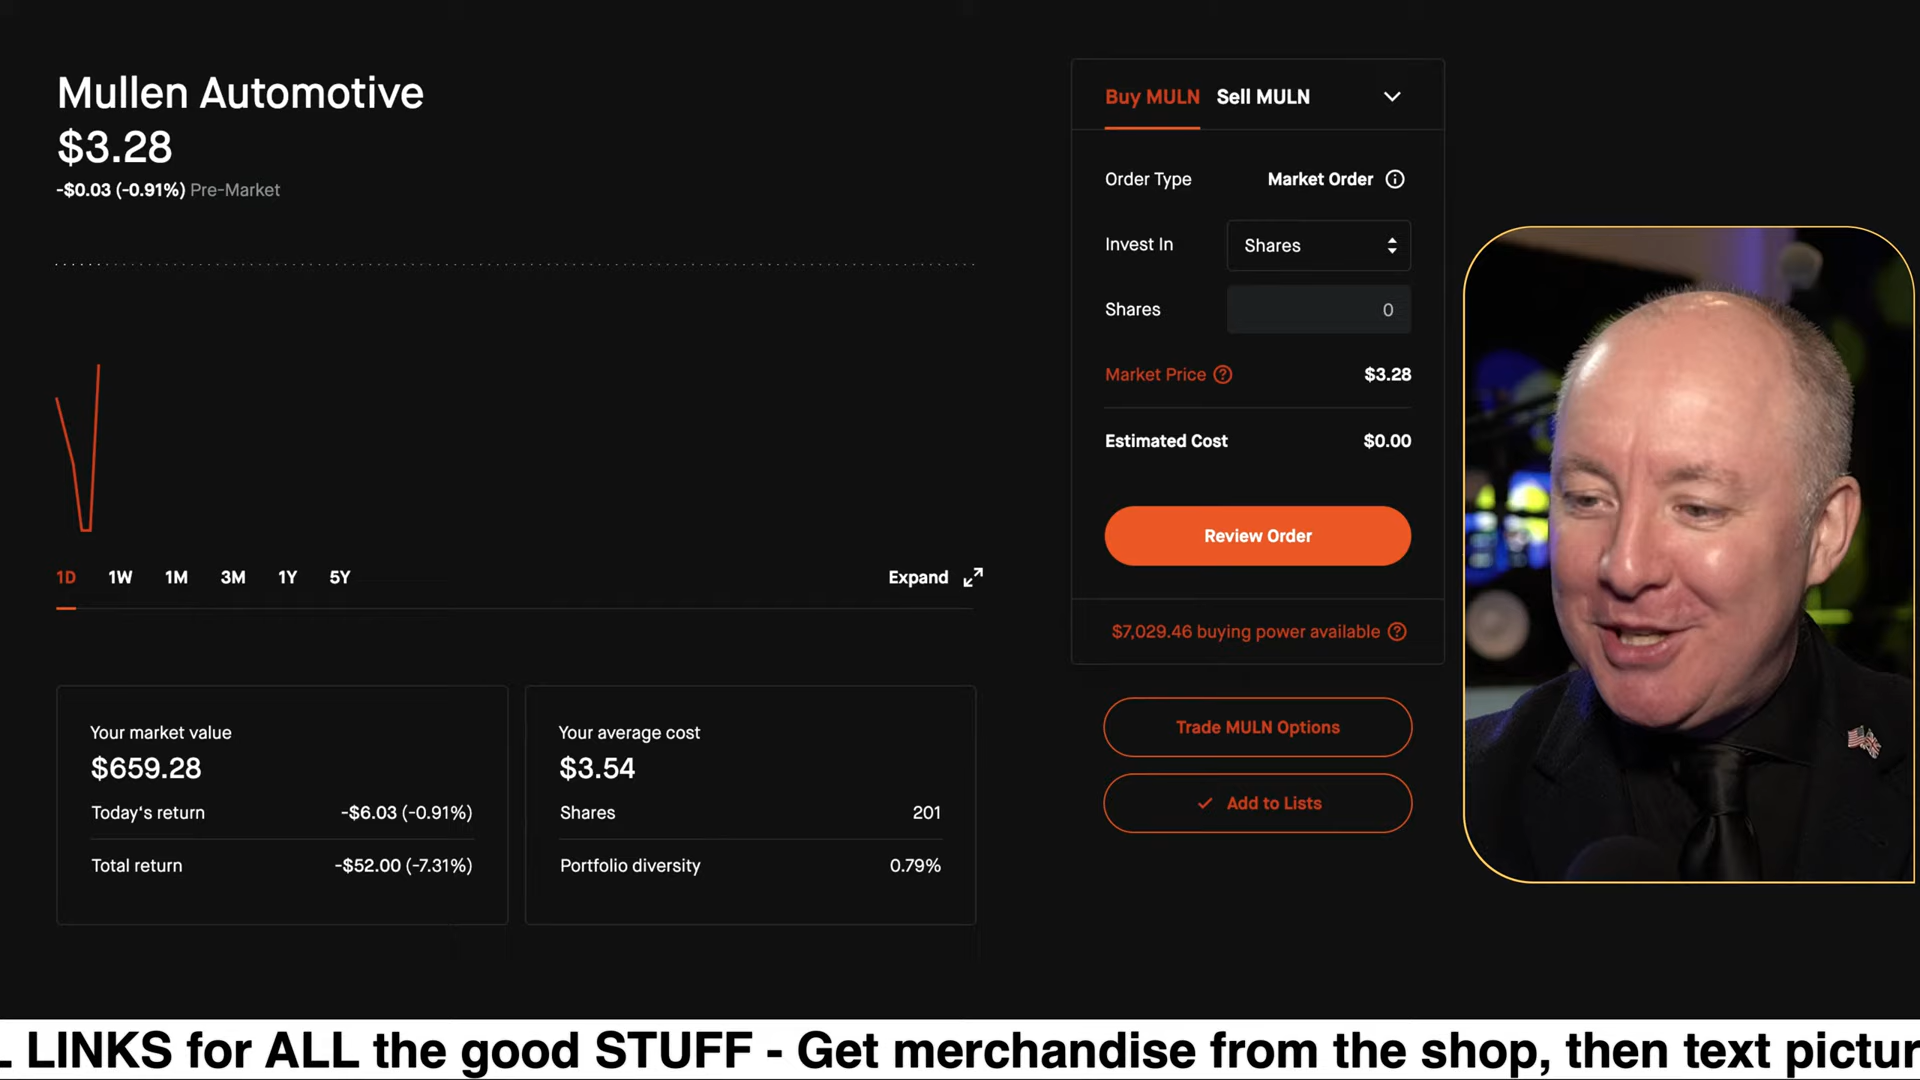 Mullen Automotive
$3.28
-$0.03 (-0.91%) Pre-Market
1D 1W 1M 3M 1Y 5Y Expand
Your market value
$659.28
Today's return -$6.03 (-0.91%)
Total return -$52.00 (-7.31%)
Your average cost
$3.54
Shares 201
Portfolio diversity 0.79%
Buy MULN Sell MULN
Order Type Market Order
Invest In Shares
Shares 0
Market Price $3.28
Estimated Cost $0.00
Review Order
$7,029.46 buying power available
Trade MULN Options
Add to Lists
LINKS for ALL the good STUFF - Get merchandise from the shop, then text pictur